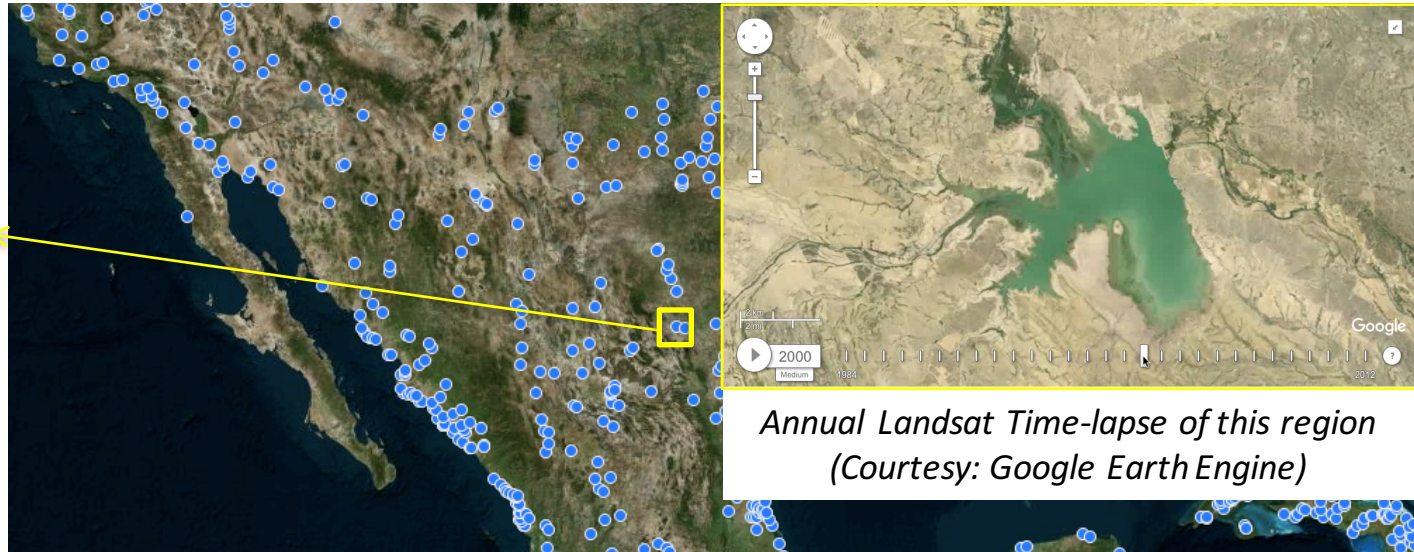 +
−
2 km
2 mi
Google
2000
Medium
1984
2012
?
Annual Landsat Time-lapse of this region
(Courtesy: Google Earth Engine)